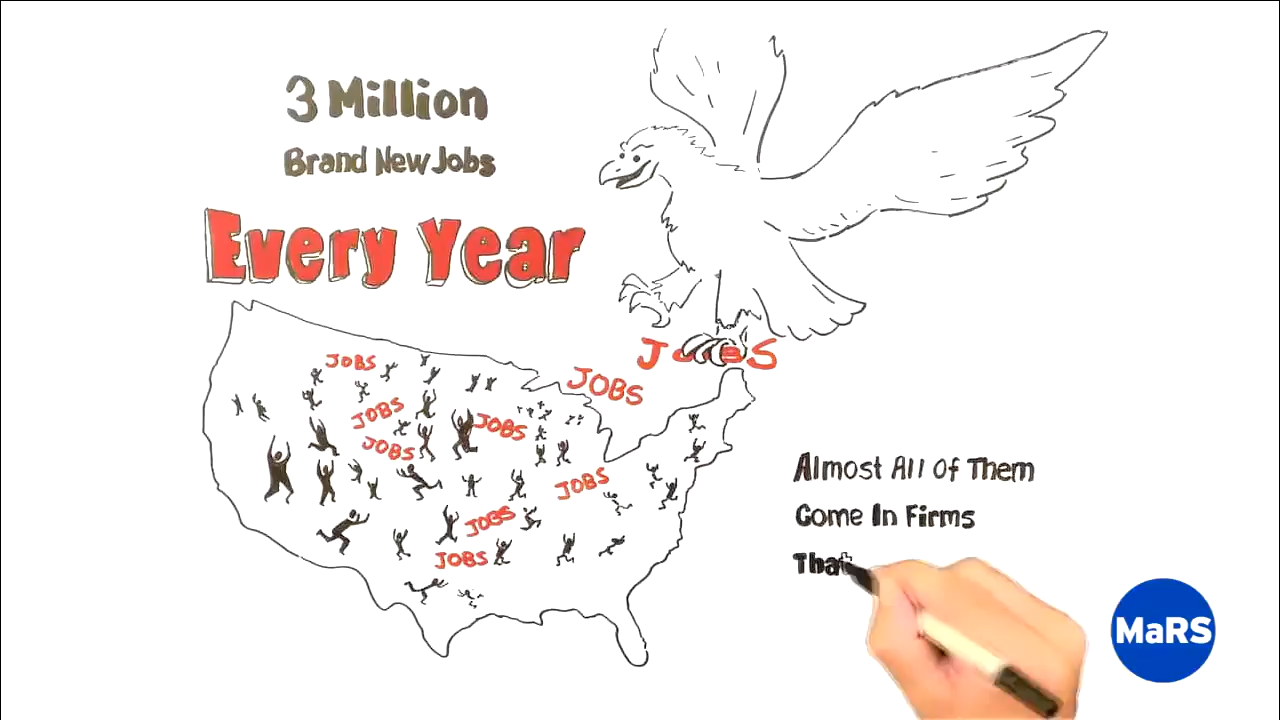 3 Million
Brand New Jobs
Every Year
JOBS
JOBS
JOBS
JOBS
JOBS
JOBS
JOBS
JOBS
JOBS
Almost All Of Them
Come In Firms
That
MaRS